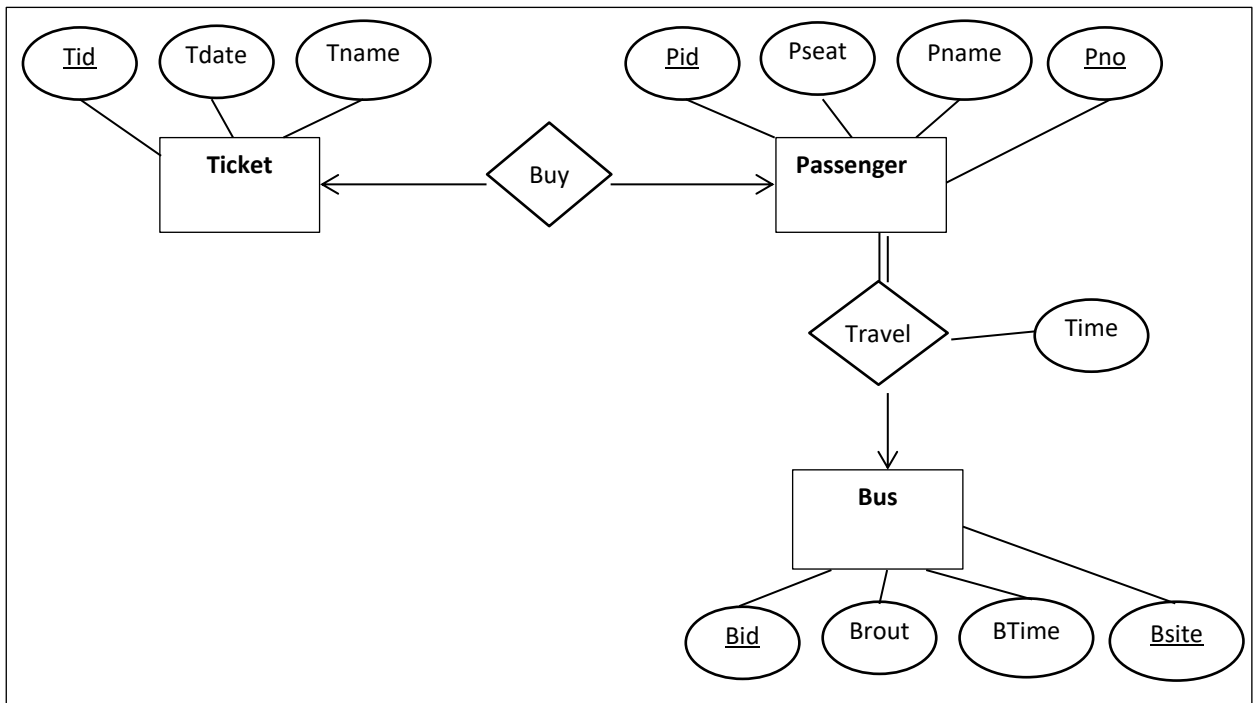 Tid
Tdate
Tname
Pid
Pseat
Pname
Pno
Ticket
Buy
Passenger
Travel
Time
Bus
Bid
Brout
BTime
Bsite